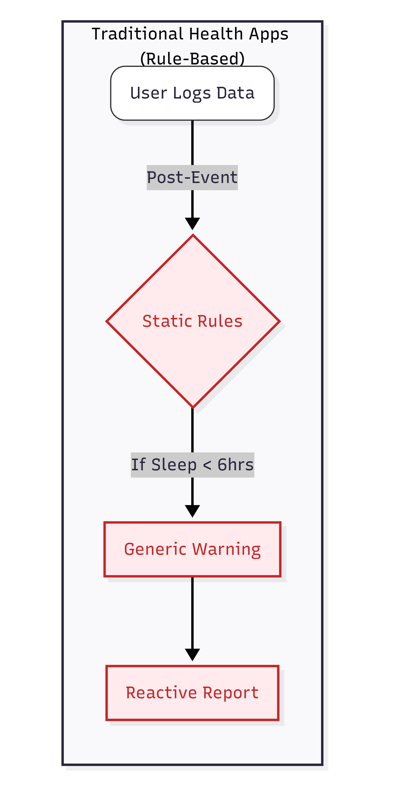 Traditional Health Apps
(Rule-Based)
User Logs Data
Post-Event
Static Rules
If Sleep < 6hrs
Generic Warning
Reactive Report